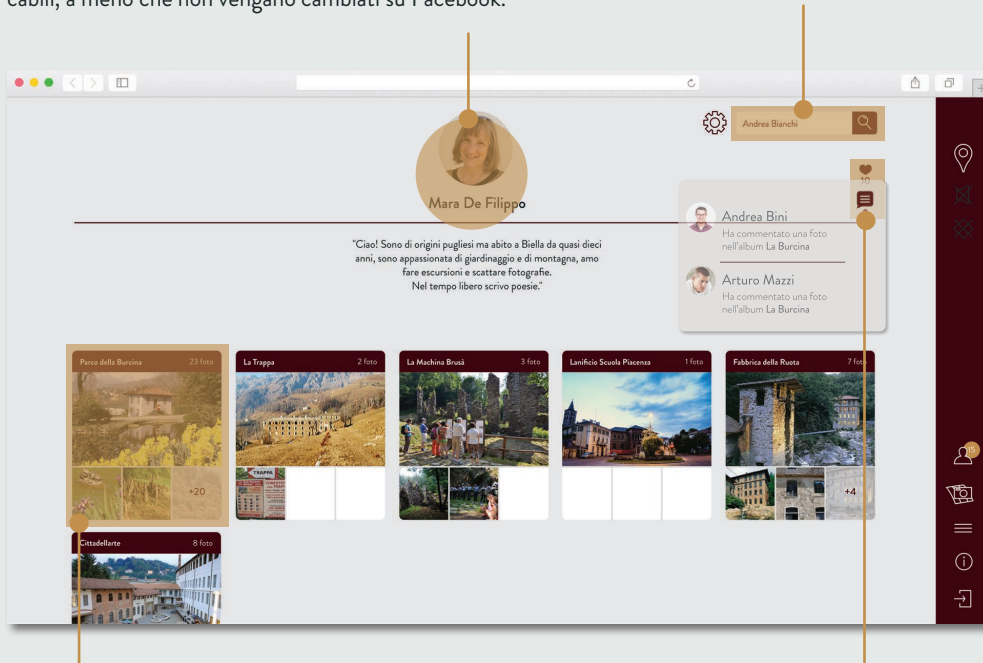 cabili, a meno che non vengano cambiati su Facebook.
Andrea Bianchi
10
Mara De Filippo
"Ciao! Sono di origini pugliesi ma abito a Biella da quasi dieci
anni, sono appassionata di giardinaggio e di montagna, amo
fare escursioni e scattare fotografie.
Nel tempo libero scrivo poesie."
Andrea Bini
Ha commentato una foto
nell'album La Burcina
Arturo Mazzi
Ha commentato una foto
nell'album La Burcina
Parco della Burcina 23 foto
La Trappa 2 foto
La Machina Brusà 3 foto
Lanificio Scuola Piacenza 1 foto
Fabbrica della Ruota 7 foto
TRAPPA
+20
+4
15
Cittadellarte 8 foto